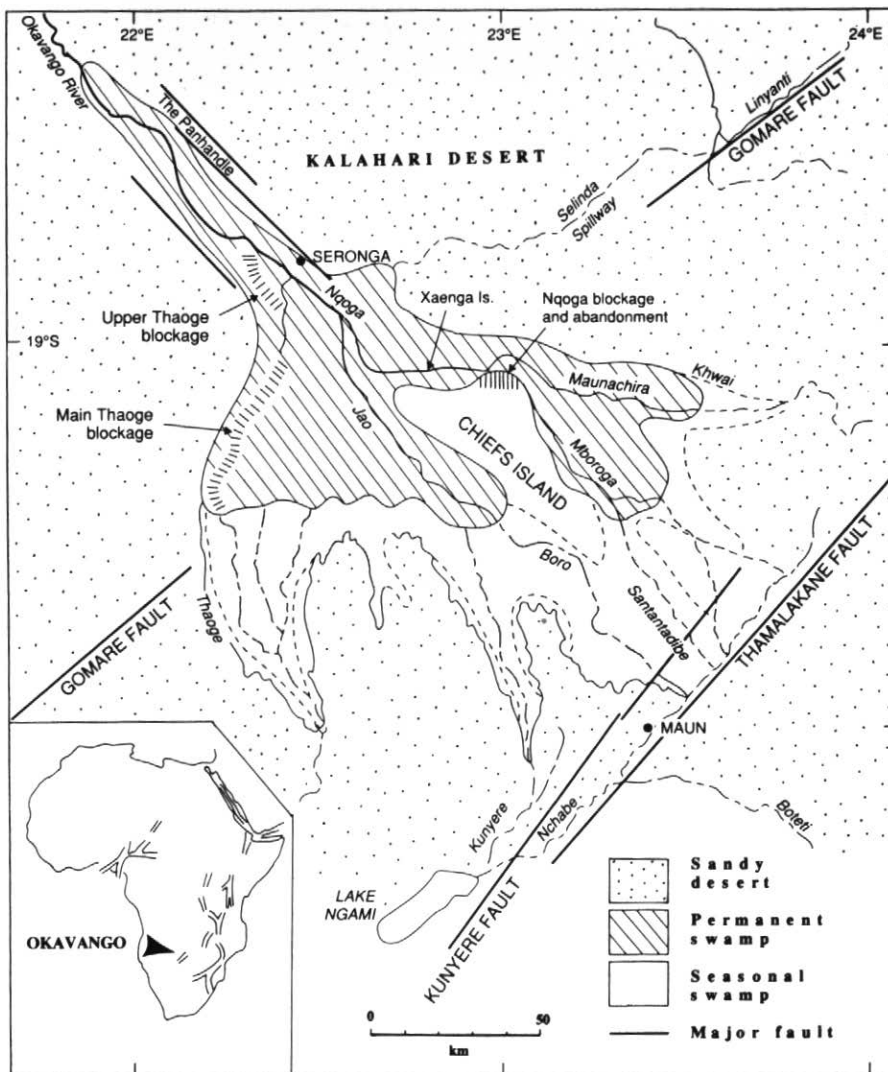 22°E
23°E
24°E
Okavango River
The Panhandle
KALAHARI DESERT
Linyanti
GOMARE FAULT
Selinda
Spillway
SERONGA
Nqoga
Xaenga Is.
Nqoga blockage
and abandonment
Upper Thaoge
blockage
19°S
Maunachira
Khwai
Main Thaoge
blockage
Jao
CHIEFS ISLAND
Mboroga
Boro
Santantadibe
Thaoge
GOMARE FAULT
THAMALAKANE FAULT
MAUN
Kunyere
Nchabe
Boteti
LAKE
NGAMI
KUNYERE FAULT
OKAVANGO
Sandy
desert
Permanent
swamp
Seasonal
swamp
Major fault
0
50
km